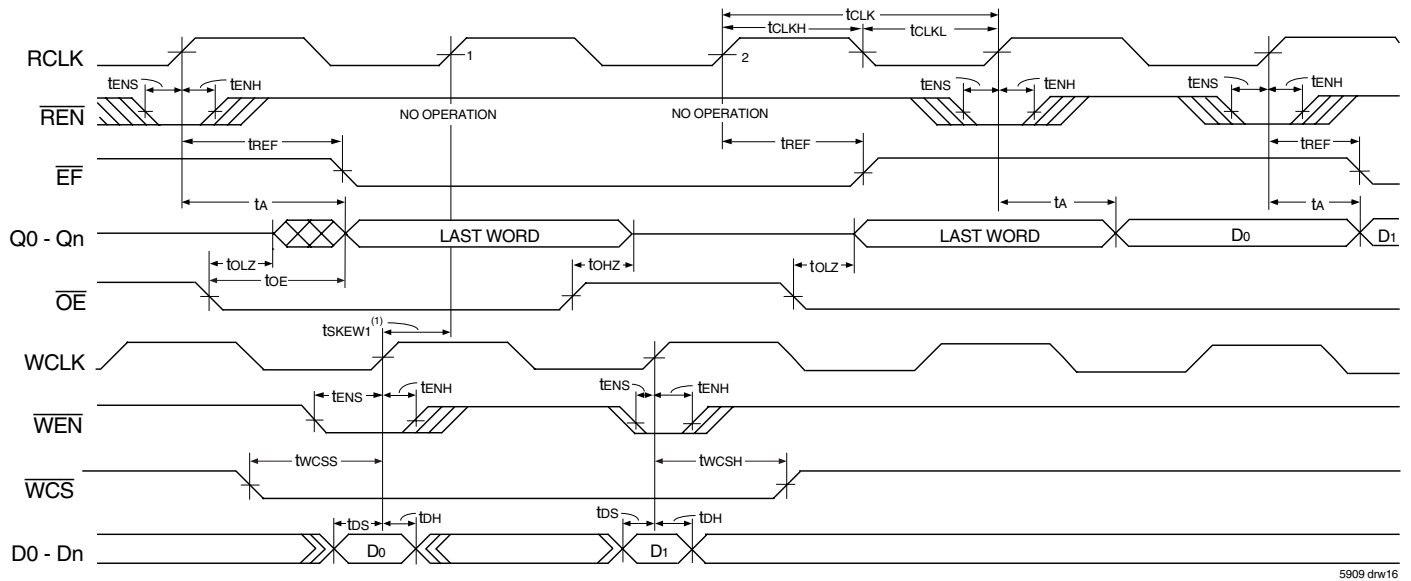 tCLK
tCLKH tCLKL
RCLK 1 2
tENS tENH tENS tENH tENS tENH
REN NO OPERATION NO OPERATION
tREF tREF tREF
EF
tA tA tA
Q0 - Qn LAST WORD LAST WORD D0 D1
tOLZ tOHZ tOLZ
tOE
OE
tSKEW1(1)
WCLK
tENS tENH tENS tENH
WEN
tWCSS tWCSH
WCS
tDS tDH tDS tDH
D0 - Dn D0 D1
5909 drw16